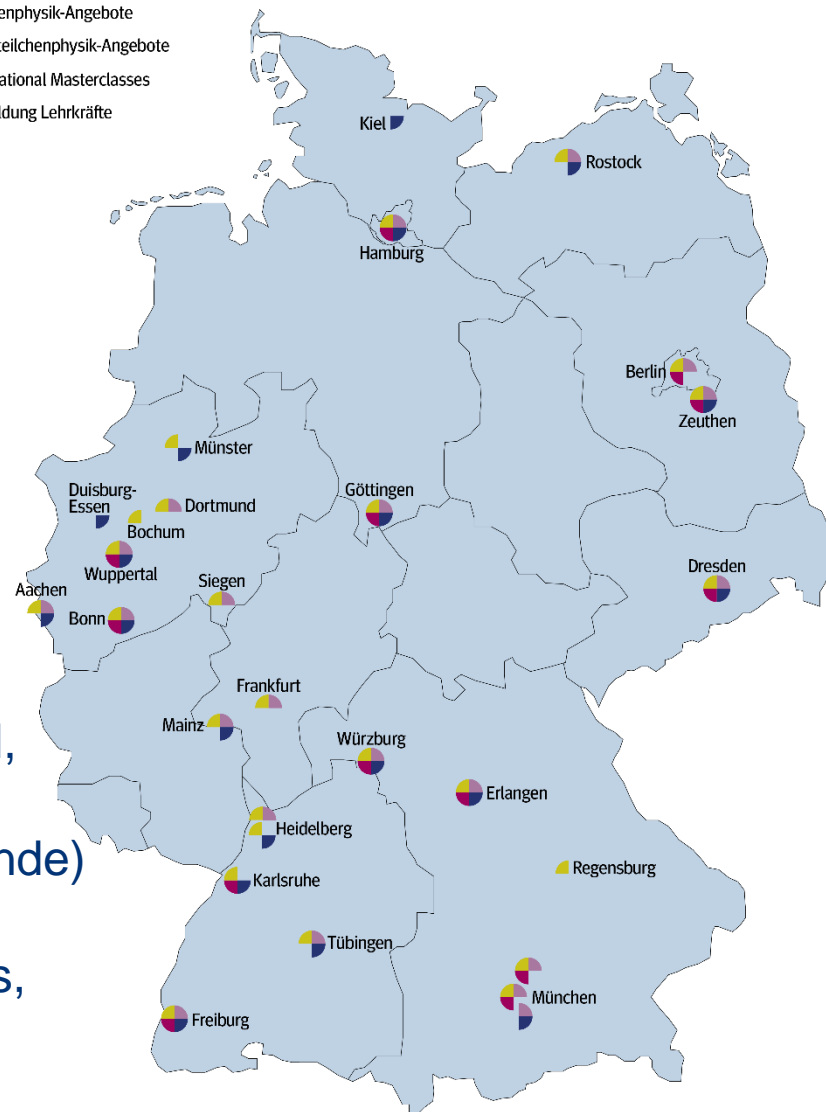 enphysik-Angebote
teilchenphysik-Angebote
ational Masterclasses
ldung Lehrkräfte
Kiel
Rostock
Hamburg
Berlin
Zeuthen
Münster
Duisburg-
Essen
Dortmund
Bochum
Göttingen
Wuppertal
Dresden
Siegen
Aachen
Bonn
Frankfurt
Mainz
,
Würzburg
Erlangen
nde)
Heidelberg
Regensburg
Karlsruhe
Tübingen
s,
München
Freiburg